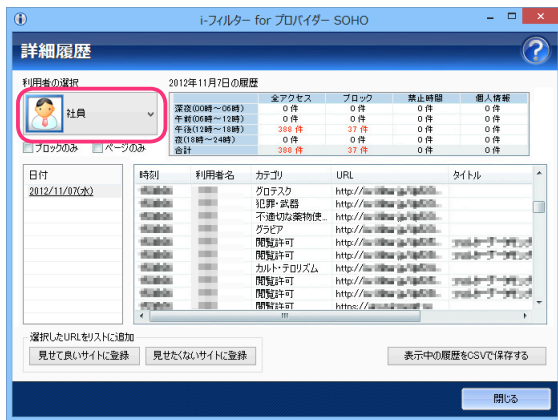 i-フィルター for プロバイダー SOHO
詳細履歴
?
利用者の選択
2012年11月7日の履歴
社員
全アクセス ブロック 禁止時間 個人情報
深夜(00時～06時) 0 件 0 件 0 件 0 件
午前(06時～12時) 0 件 0 件 0 件 0 件
午後(12時～18時) 388 件 37 件 0 件 0 件
夜(18時～24時) 0 件 0 件 0 件 0 件
合計 388 件 37 件 0 件 0 件
ブロックのみ ページのみ
日付
2012/11/07(水)
時刻 利用者名 カテゴリ URL タイトル
グロテスク http://
犯罪・武器 http://
不適切な薬物使... http://
グラビア http://
閲覧許可 http://
閲覧許可 http://
カルト・テロリズム http://
閲覧許可 http://
閲覧許可 https://
選択したURLをリストに追加
見せて良いサイトに登録 見せたくないサイトに登録 表示中の履歴をCSVで保存する
閉じる